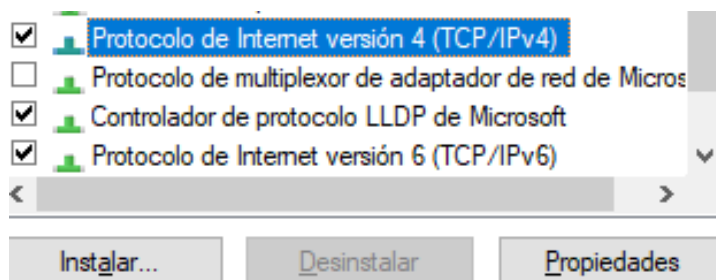 Protocolo de Internet versión 4 (TCP/IPv4)
Protocolo de multiplexor de adaptador de red de Micros
Controlador de protocolo LLDP de Microsoft
Protocolo de Internet versión 6 (TCP/IPv6)
Instalar... Desinstalar Propiedades